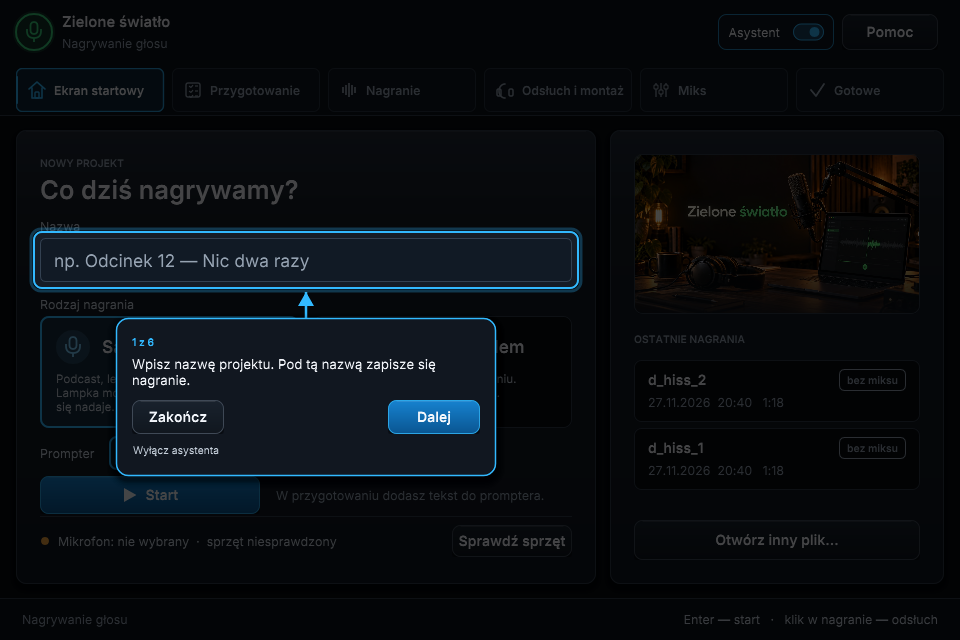 Zielone światło
Nagrywanie głosu
Asystent
Pomoc
Ekran startowy
Przygotowanie
Nagranie
Odsłuch i montaż
Miks
Gotowe
NOWY PROJEKT
Co dziś nagrywamy?
Nazwa
np. Odcinek 12 — Nic dwa razy
Rodzaj nagrania
1 z 6
Wpisz nazwę projektu. Pod tą nazwą zapisze się
nagranie.
Zakończ
Dalej
Wyłącz asystenta
Podcast,
Lampka
się nadaje.
Prompter
Start
W przygotowaniu dodasz tekst do promptera.
Mikrofon: nie wybrany · sprzęt niesprawdzony
Sprawdź sprzęt
Zielone światło
OSTATNIE NAGRANIA
d_hiss_2
bez miksu
27.11.2026 20:40 1:18
d_hiss_1
bez miksu
27.11.2026 20:40 1:18
Otwórz inny plik...
Nagrywanie głosu
Enter — start · klik w nagranie — odsłuch